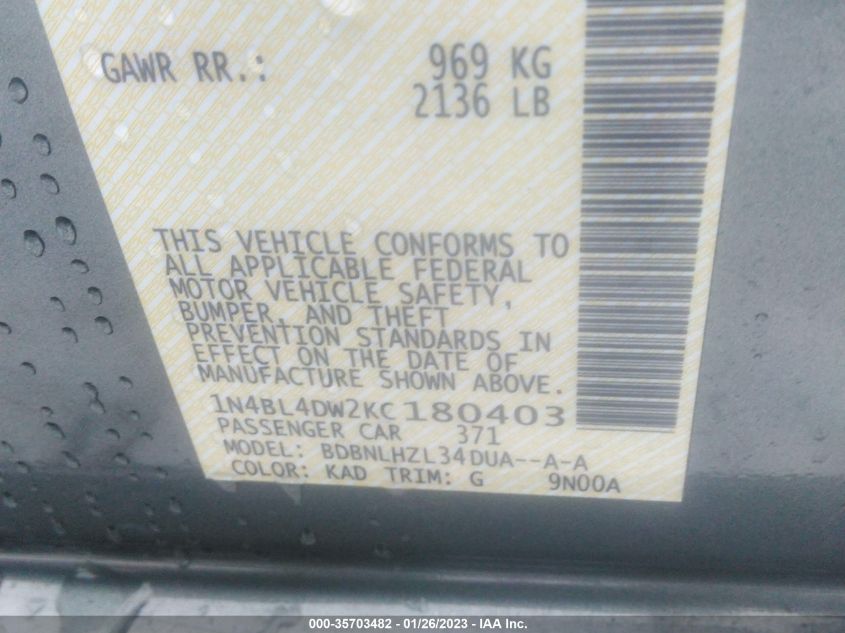 GAWR RR.: 969 KG
2136 LB
THIS VEHICLE CONFORMS TO
ALL APPLICABLE FEDERAL
MOTOR VEHICLE SAFETY,
BUMPER, AND THEFT
PREVENTION STANDARDS IN
EFFECT ON THE DATE OF
MANUFACTURE SHOWN ABOVE.
1N4BL4DW2KC180403
PASSENGER CAR 371
MODEL: BDBNLHZL34DUA--A-A
COLOR: KAD TRIM: G 9N00A
000-35703482 - 01/26/2023 - IAA Inc.